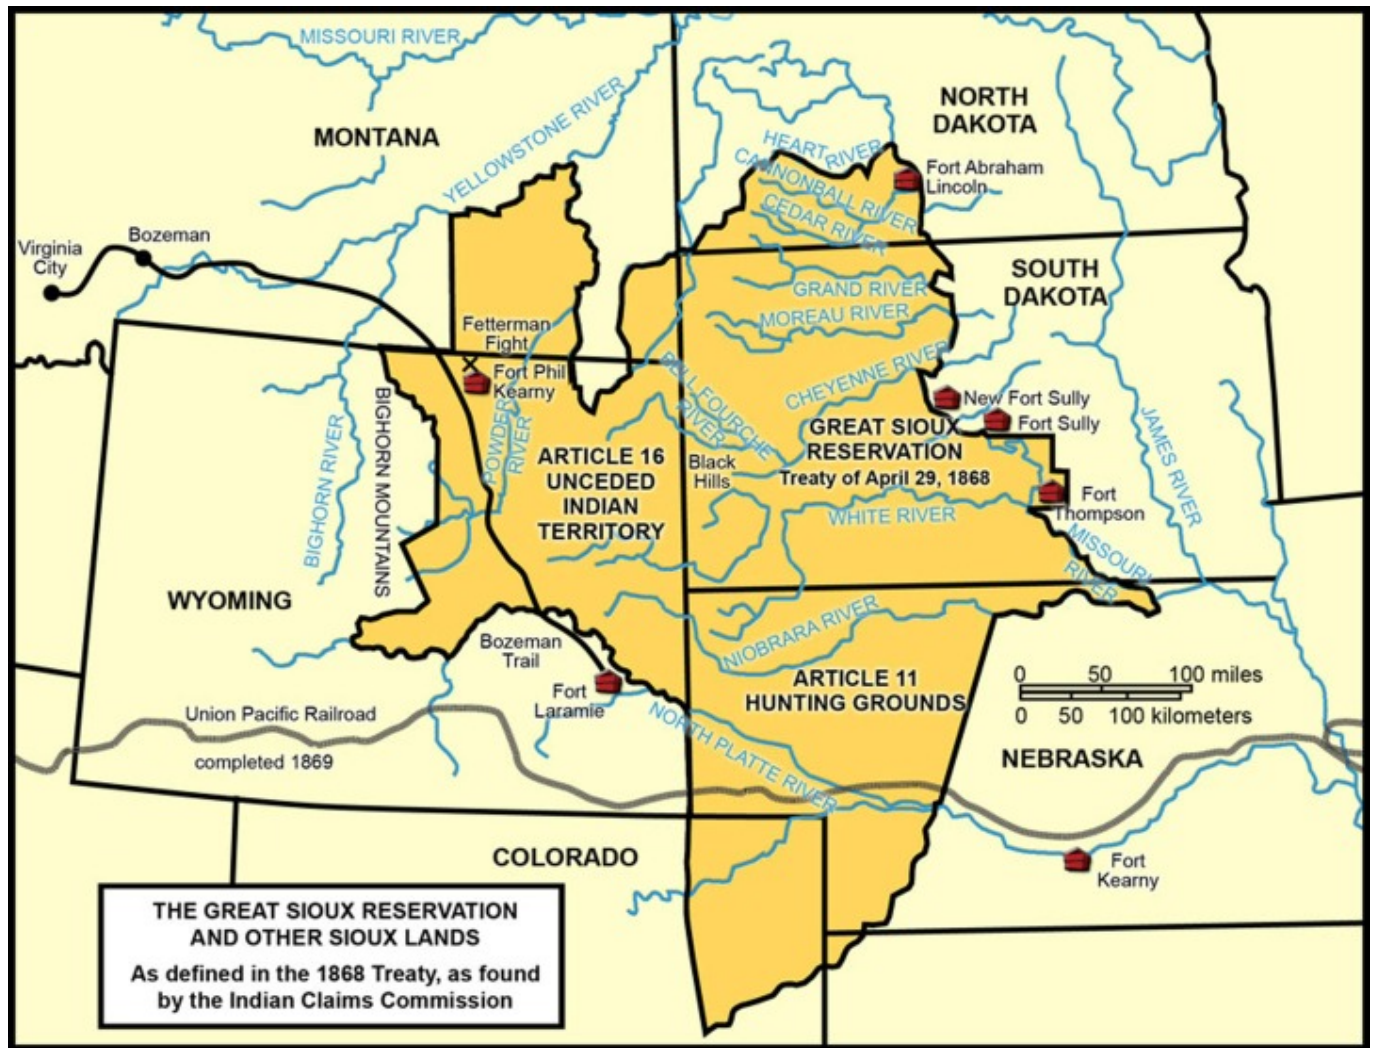 MISSOURI RIVER
MONTANA
YELLOWSTONE RIVER
NORTH
DAKOTA
HEART RIVER
CANNONBALL RIVER
CEDAR RIVER
Fort Abraham
Lincoln
Virginia
City
Bozeman
SOUTH
DAKOTA
GRAND RIVER
MOREAU RIVER
Fetterman
Fight
Fort Phil
Kearny
BELL FOURCHE
RIVER
CHEYENNE RIVER
New Fort Sully
Fort Sully
BIGHORN RIVER
BIGHORN MOUNTAINS
POWDER
RIVER
ARTICLE 16
UNCEDED
INDIAN
TERRITORY
Black
Hills
GREAT SIOUX
RESERVATION
Treaty of April 29, 1868
JAMES RIVER
WHITE RIVER
Fort
Thompson
MISSOURI
RIVER
WYOMING
Bozeman
Trail
Fort
Laramie
NIOBRARA RIVER
ARTICLE 11
HUNTING GROUNDS
0 50 100 miles
0 50 100 kilometers
Union Pacific Railroad
completed 1869
NORTH PLATTE RIVER
NEBRASKA
COLORADO
Fort
Kearny
THE GREAT SIOUX RESERVATION
AND OTHER SIOUX LANDS
As defined in the 1868 Treaty, as found
by the Indian Claims Commission